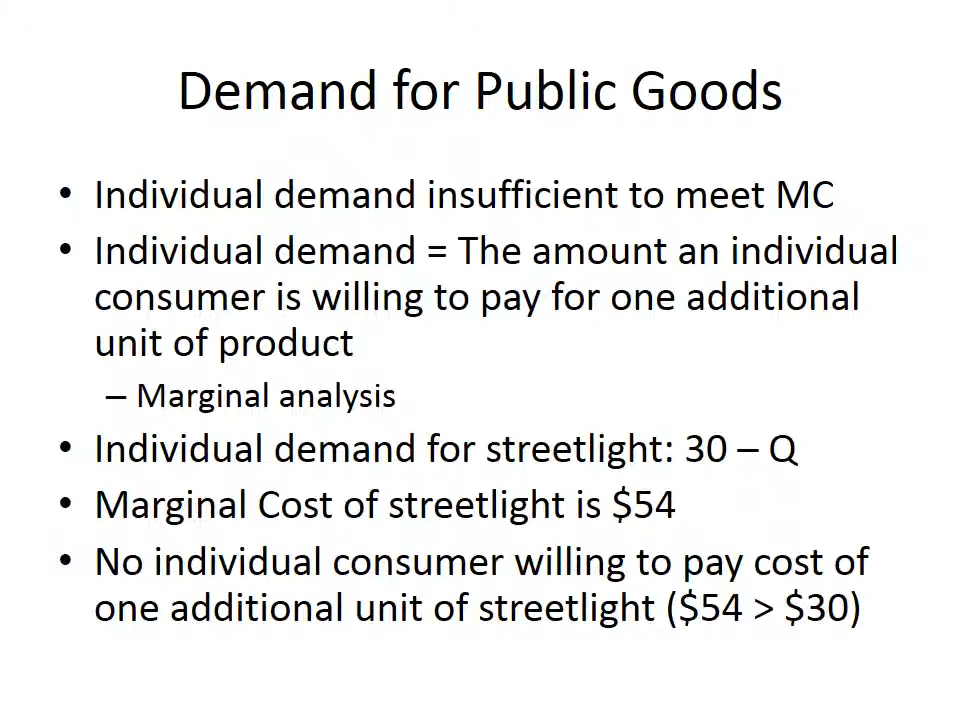 Demand for Public Goods
• Individual demand insufficient to meet MC
• Individual demand = The amount an individual
consumer is willing to pay for one additional
unit of product
– Marginal analysis
• Individual demand for streetlight: 30 – Q
• Marginal Cost of streetlight is $54
• No individual consumer willing to pay cost of
one additional unit of streetlight ($54 > $30)